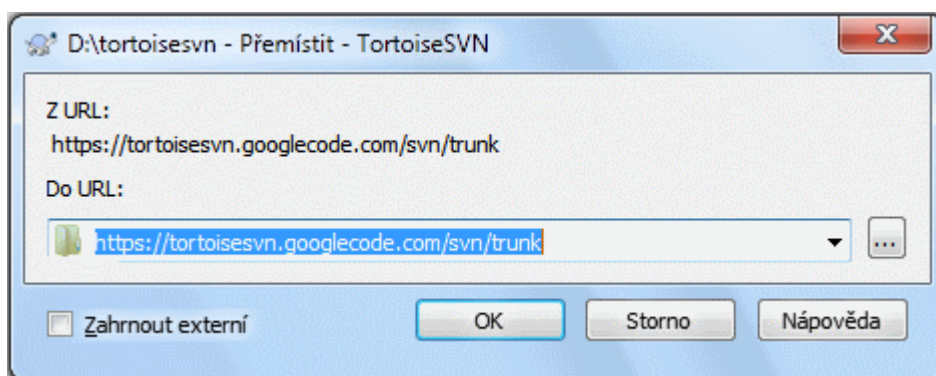 D:\tortoisesvn - Přemístit - TortoiseSVN
Z URL:
https://tortoisesvn.googlecode.com/svn/trunk
Do URL:
https://tortoisesvn.googlecode.com/svn/trunk
...
Zahrnout externí
OK
Storno
Nápověda